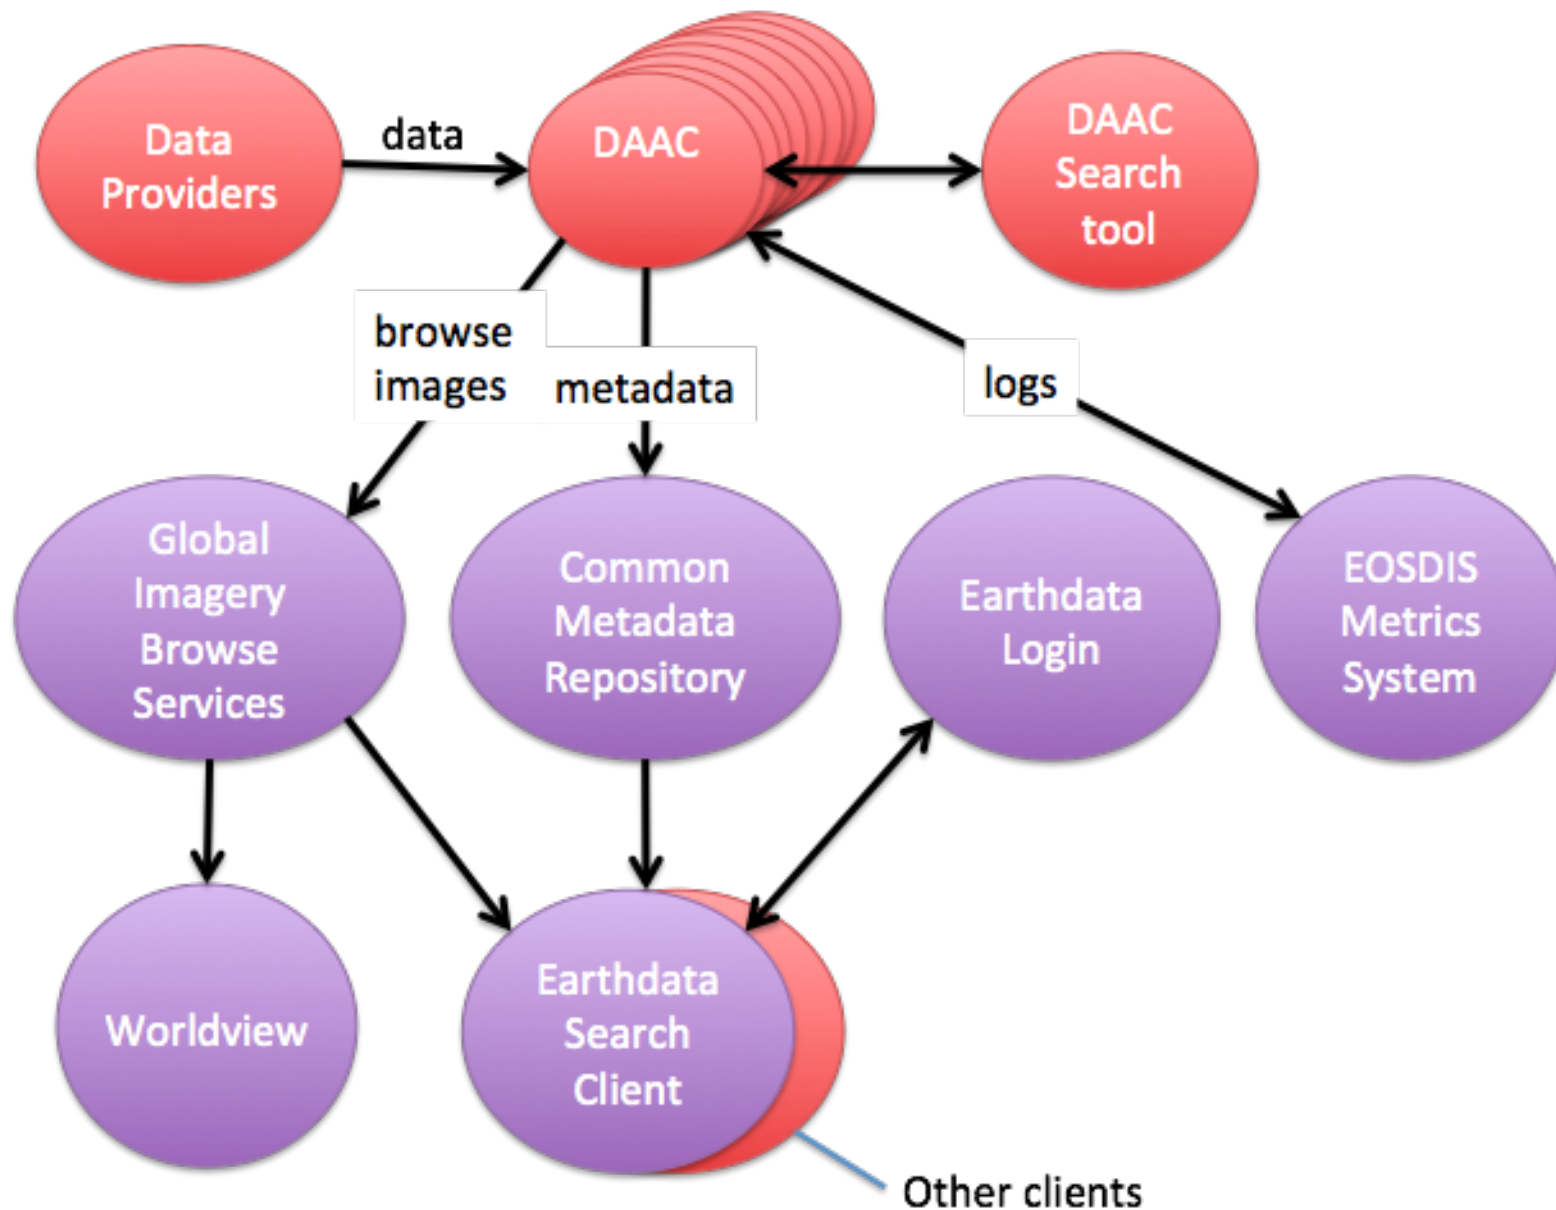 Data
Providers
data
DAAC
DAAC
Search
tool
browse
images
metadata
logs
Global
Imagery
Browse
Services
Common
Metadata
Repository
Earthdata
Login
EOSDIS
Metrics
System
Worldview
Earthdata
Search
Client
Other clients